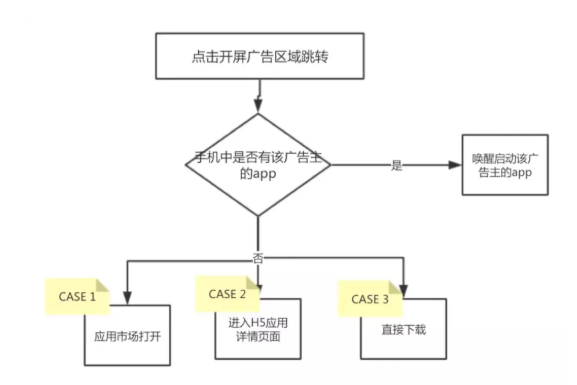 点击开屏广告区域跳转
手机中是否有该广告主
的app
是
唤醒启动该广
告主的app
否
CASE 1
CASE 2
CASE 3
应用市场打开
进入H5应用
详情页面
直接下载